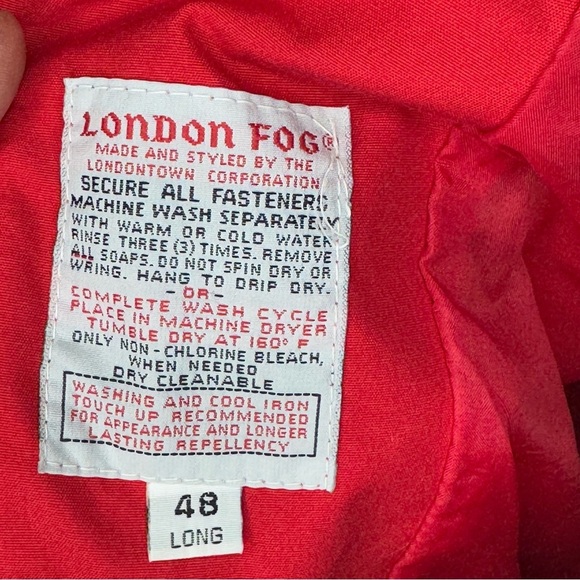 LONDON FOG®
MADE AND STYLED BY THE
LONDONTOWN CORPORATION
SECURE ALL FASTENERS
MACHINE WASH SEPARATELY
WITH WARM OR COLD WATER
RINSE THREE (3) TIMES. REMOVE
ALL SOAPS. DO NOT SPIN DRY OR
WRING. HANG TO DRIP DRY.
-OR-
COMPLETE WASH CYCLE
PLACE IN MACHINE DRYER
TUMBLE DRY AT 160° F
ONLY NON-CHLORINE BLEACH,
WHEN NEEDED
DRY CLEANABLE
WASHING AND COOL IRON
TOUCH UP RECOMMENDED
FOR APPEARANCE AND LONGER
LASTING REPELLENCY
48
LONG